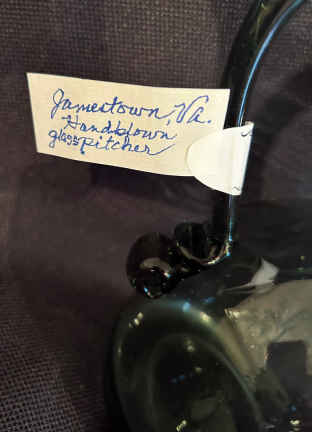 Jamestown, Va.
Handblown
glass pitcher